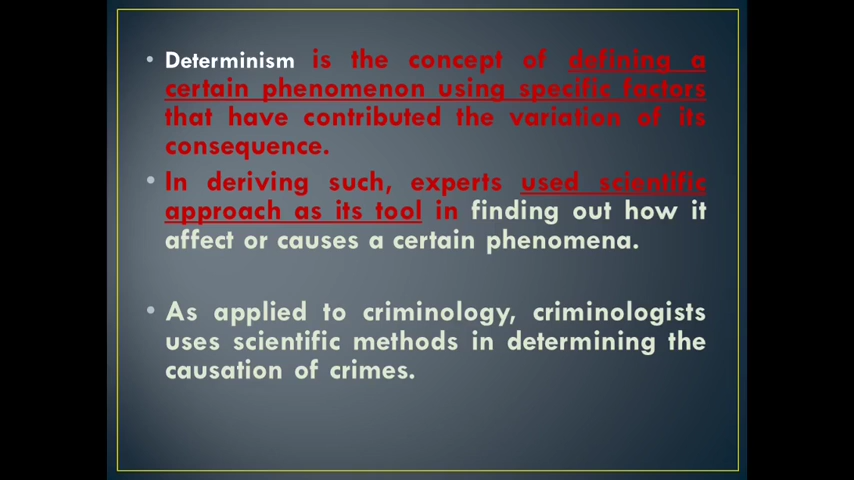 • Determinism is the concept of defining a
certain phenomenon using specific factors
that have contributed the variation of its
consequence.
• In deriving such, experts used scientific
approach as its tool in finding out how it
affect or causes a certain phenomena.
• As applied to criminology, criminologists
uses scientific methods in determining the
causation of crimes.